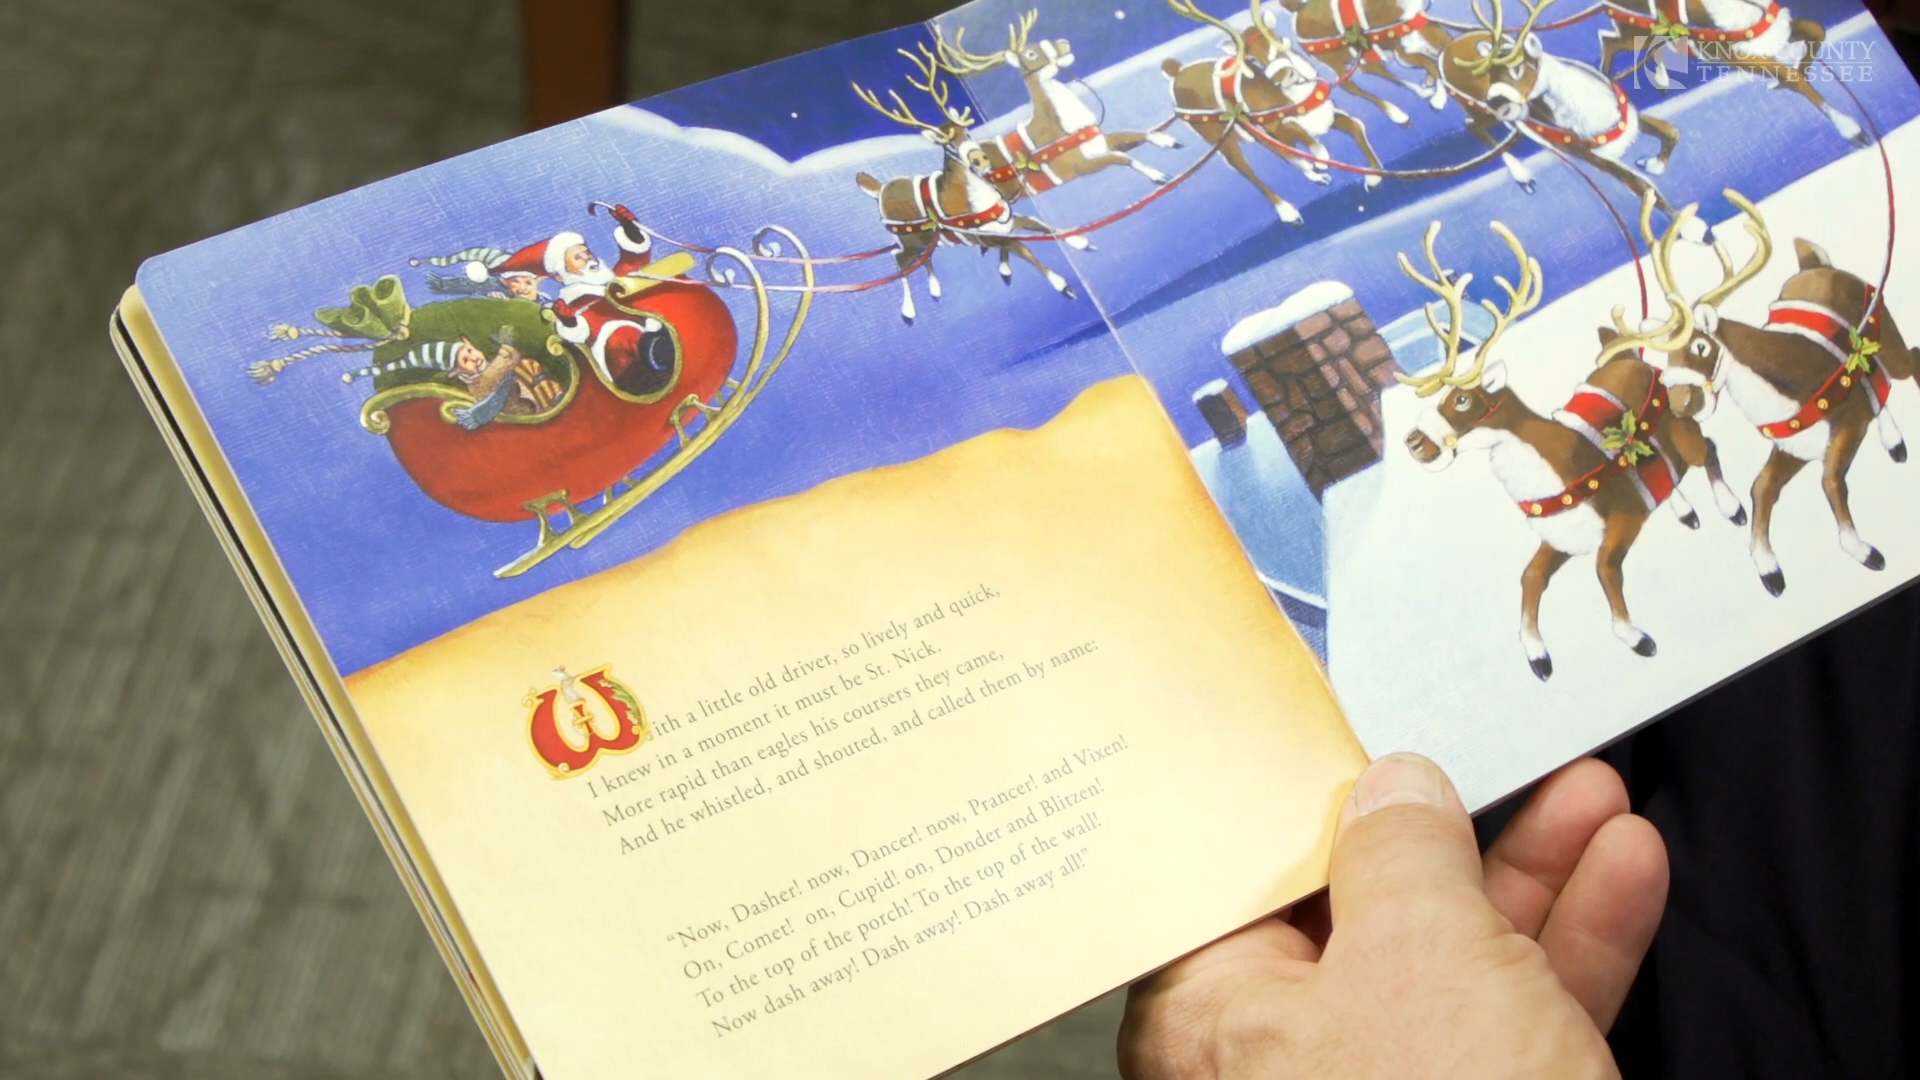 KNOX COUNTY
TENNESSEE
With a little old driver, so lively and quick,
I knew in a moment it must be St. Nick.
More rapid than eagles his coursers they came,
And he whistled, and shouted, and called them by name:
“Now, Dasher! now, Dancer! now, Prancer! and Vixen!
On, Comet! on, Cupid! on, Donder and Blitzen!
To the top of the porch! To the top of the wall!
Now dash away! Dash away! Dash away all!”